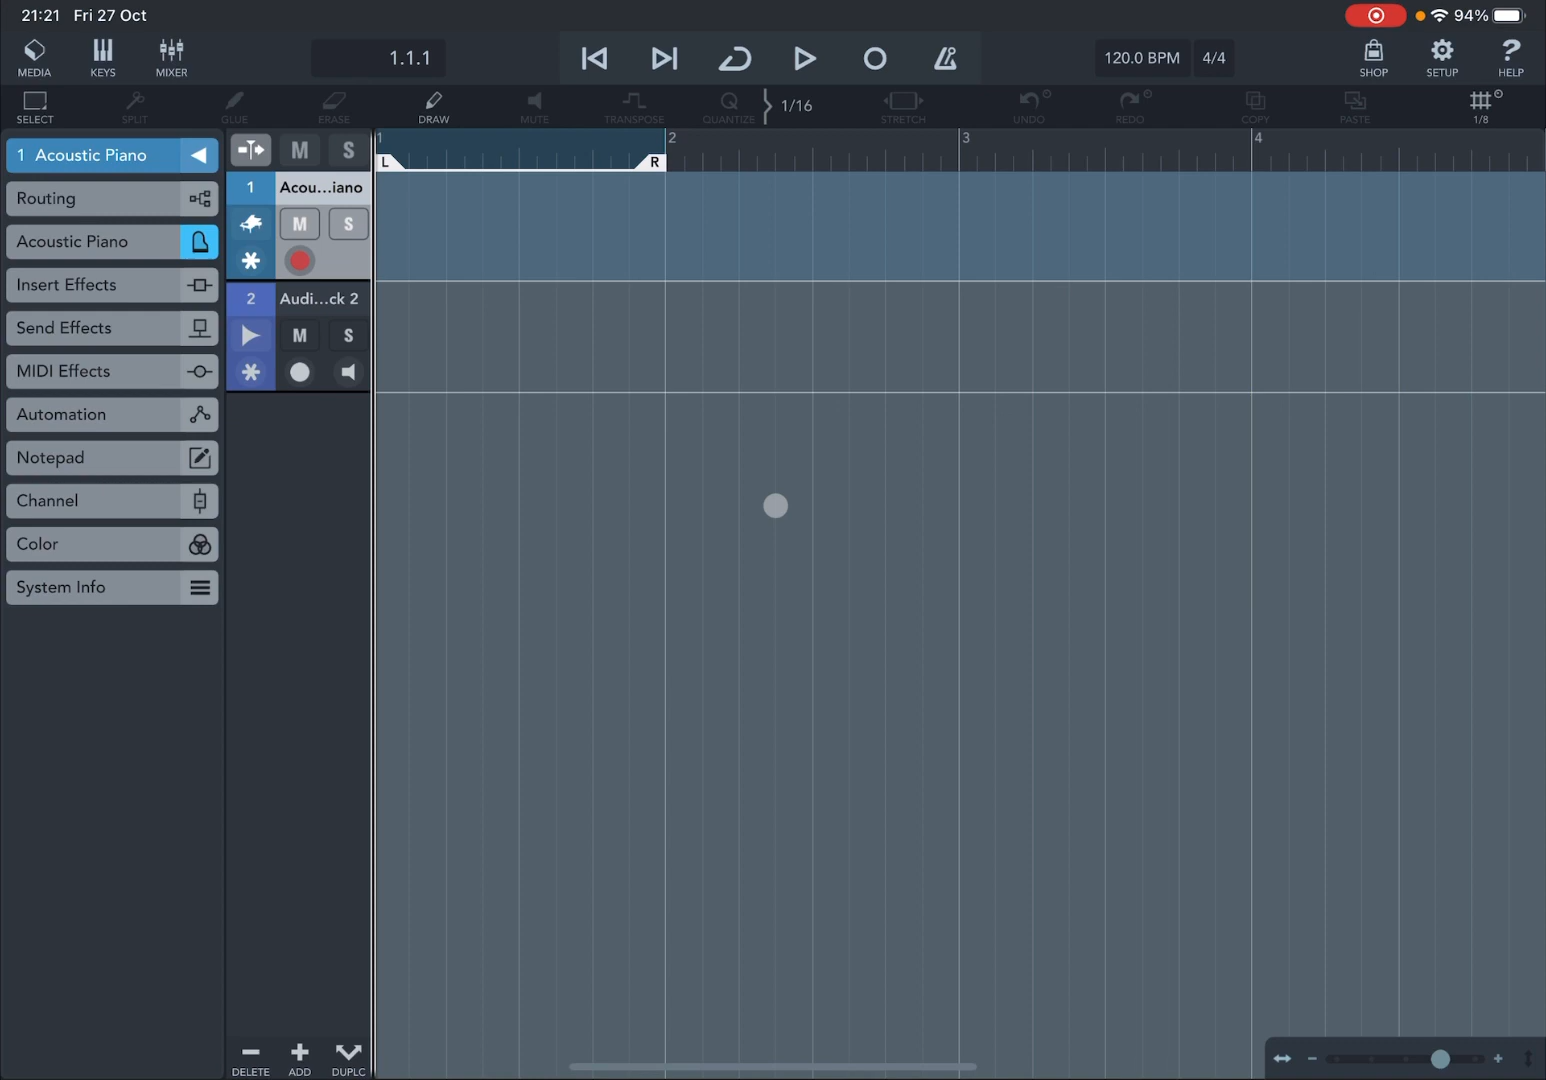 21:21 Fri 27 Oct
94%
MEDIA KEYS MIXER
1.1.1
120.0 BPM 4/4
SHOP SETUP HELP
SELECT SPLIT GLUE ERASE DRAW MUTE TRANSPOSE QUANTIZE 1/16 STRETCH UNDO REDO COPY PASTE 1/8
1 Acoustic Piano
Routing
Acoustic Piano
Insert Effects
Send Effects
MIDI Effects
Automation
Notepad
Channel
Color
System Info
M S
1 Acou...iano
M S
2 Audi...ck 2
M S
1 2 3 4
L R
DELETE ADD DUPLC